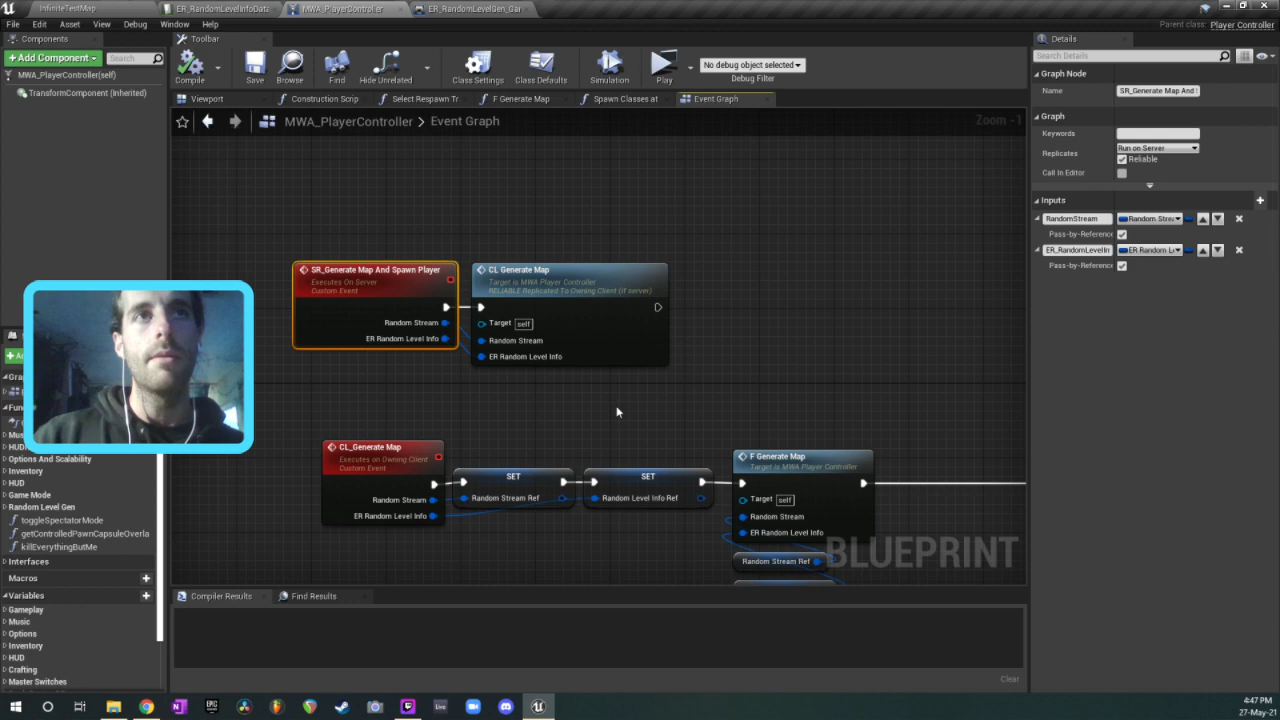 InfiniteTestMap
ER_RandomLevelInfoData
MWA_PlayerController
ER_RandomLevelGen_Ga
File
Edit
Asset
View
Debug
Window
Help
Parent class: Player Controller
Components
Toolbar
Details
Add Component
Search
MWA_PlayerController(self)
TransformComponent (Inherited)
Compile
Save
Browse
Find
Hide Unrelated
Class Settings
Class Defaults
Simulation
Play
No debug object selected
Debug Filter
Viewport
Construction Scrip
Select Respawn Tr
F Generate Map
Spawn Classes at
Event Graph
MWA_PlayerController > Event Graph
Zoom -1
SR_Generate Map And Spawn Player
Executes On Server
Custom Event
Random Stream
ER Random Level Info
CL Generate Map
Target is MWA Player Controller
RELIABLE Replicated To Owning Client (if server)
Target self
Random Stream
ER Random Level Info
CL_Generate Map
Executes on Owning Client
Custom Event
Random Stream
ER Random Level Info
SET
Random Stream Ref
SET
Random Level Info Ref
F Generate Map
Target is MWA Player Controller
Target self
Random Stream
ER Random Level Info
Random Stream Ref
BLUEPRINT
Options And Scalability
Inventory
HUD
Game Mode
Random Level Gen
toggleSpectatorMode
getControlledPawnCapsuleOverla
killEverythingButMe
Interfaces
Macros
Variables
Gameplay
Music
Options
Inventory
HUD
Crafting
Master Switches
Compiler Results
Find Results
Clear
Search Details
Graph Node
Name
SR_Generate Map And S
Graph
Keywords
Replicates
Run on Server
Reliable
Call In Editor
Inputs
RandomStream
Random Strea
Pass-by-Referenc
ER_RandomLevelIn
ER Random Le
Pass-by-Referenc
Live
4:47 PM
27-May-21